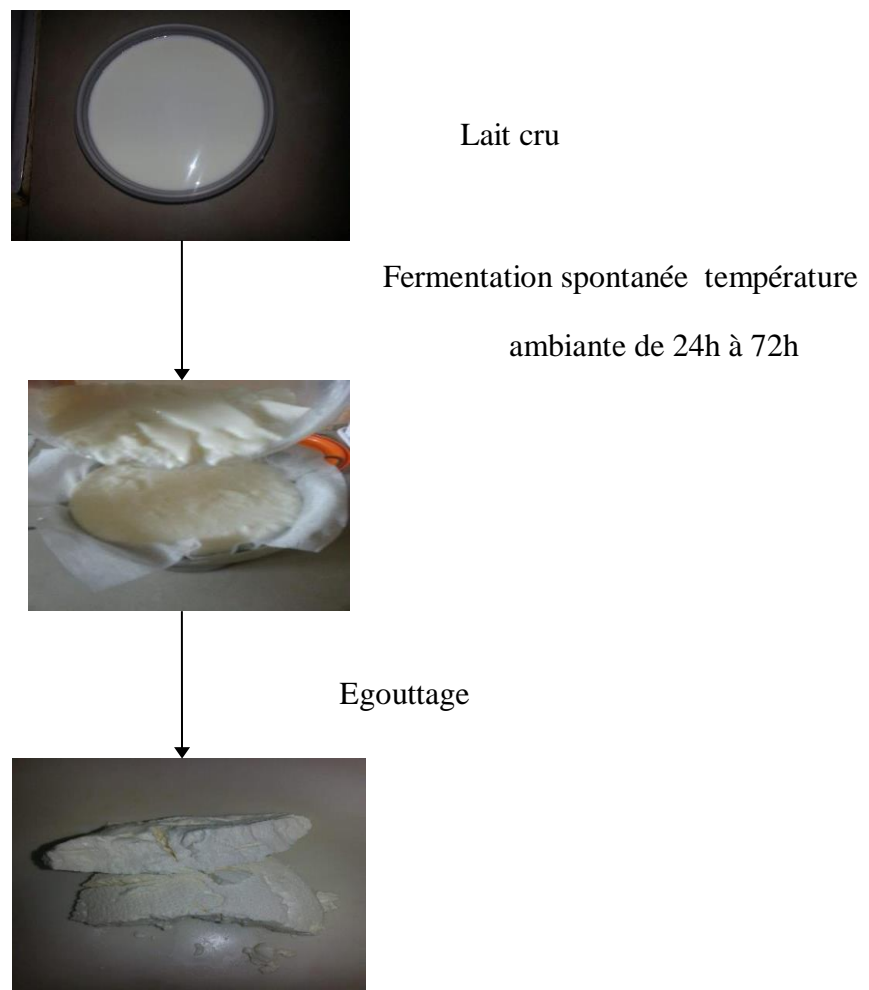 Lait cru
Fermentation spontanée température
ambiante de 24h à 72h
Egouttage